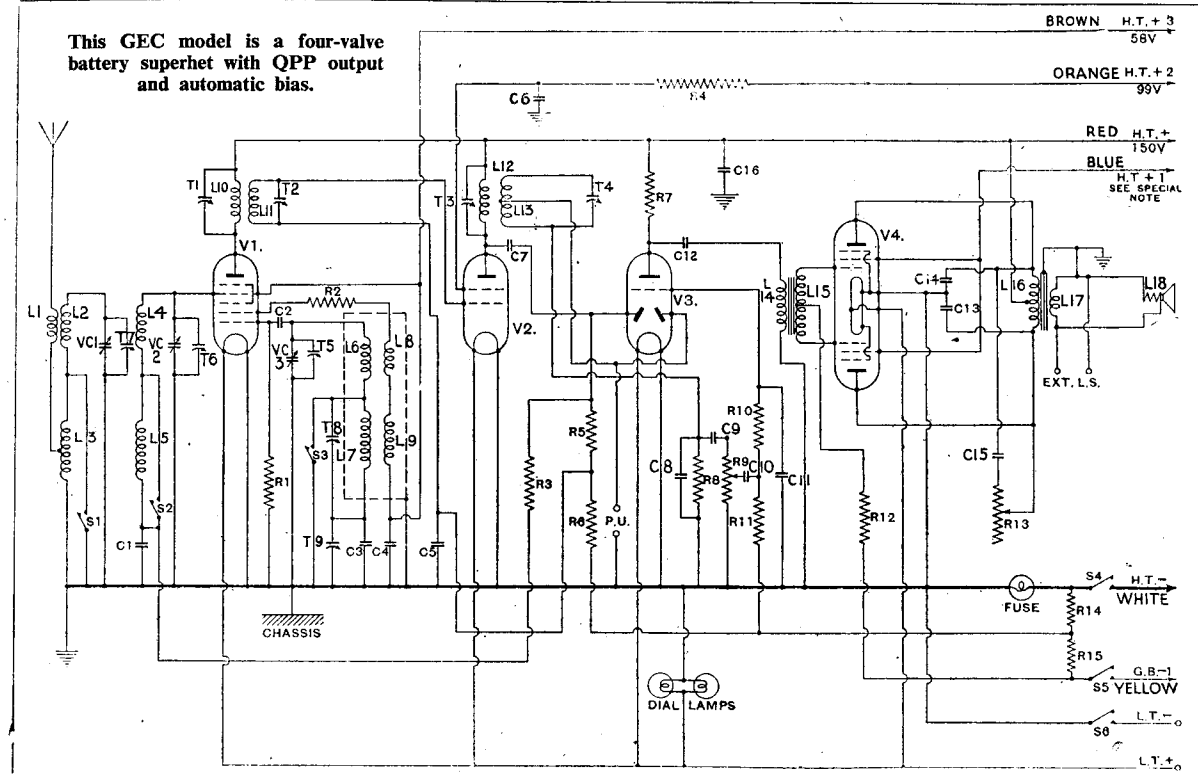 This GEC model is a four-valve
battery superhet with QPP output
and automatic bias.
BROWN H.T. + 3
58V
ORANGE H.T. + 2
99V
RED H.T. +
150V
BLUE H.T + 1
SEE SPECIAL
NOTE
C6
R4
T1
L10
L11
T2
L12
T3
L13
T4
C7
R7
C16
C12
V1.
V2.
V3.
V4.
L14
L15
C14
C13
L16
L17
L18
EXT. L.S.
L1
L2
VC1
T7
L4
VC
2
T6
R2
C2
VC
3
T5
L6
L8
L3
L5
S1
S2
C1
R1
S3
T8
L7
L9
T9
C3
C4
C5
R3
R5
R6
P.U.
C8
R8
C9
R9
C10
R10
R11
C11
R12
C15
R13
CHASSIS
FUSE
S4
H.T.-
WHITE
R14
R15
S5
G.B.-1
YELLOW
S6
L.T.-
L.T.+
DIAL LAMPS